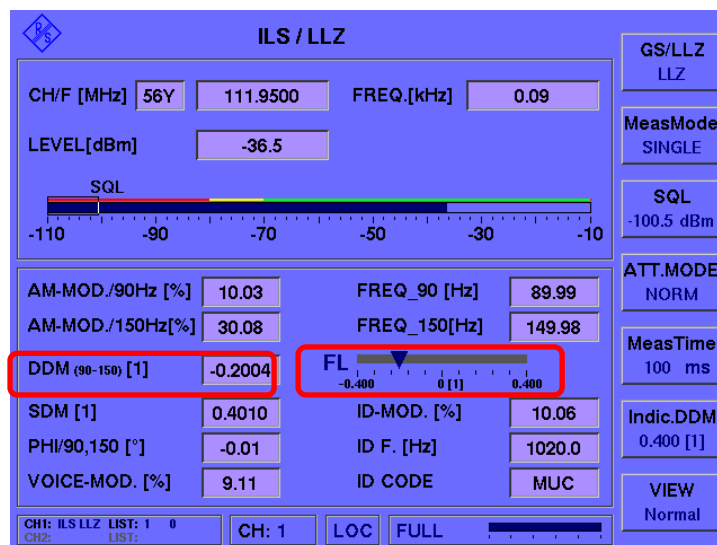 R S
ILS / LLZ
CH/F [MHz] 56Y 111.9500 FREQ.[kHz] 0.09
LEVEL[dBm] -36.5
SQL
-110 -90 -70 -50 -30 -10
AM-MOD./90Hz [%] 10.03 FREQ_90 [Hz] 89.99
AM-MOD./150Hz[%] 30.08 FREQ_150[Hz] 149.98
DDM (90-150) [1] -0.2004 FL -0.400 0 [1] 0.400
SDM [1] 0.4010 ID-MOD. [%] 10.06
PHI/90,150 [°] -0.01 ID F. [Hz] 1020.0
VOICE-MOD. [%] 9.11 ID CODE MUC
CH1: ILS LLZ LIST: 1 0
CH2: LIST:
CH: 1 LOC FULL
GS/LLZ
LLZ
MeasMode
SINGLE
SQL
-100.5 dBm
ATT.MODE
NORM
MeasTime
100 ms
Indic.DDM
0.400 [1]
VIEW
Normal